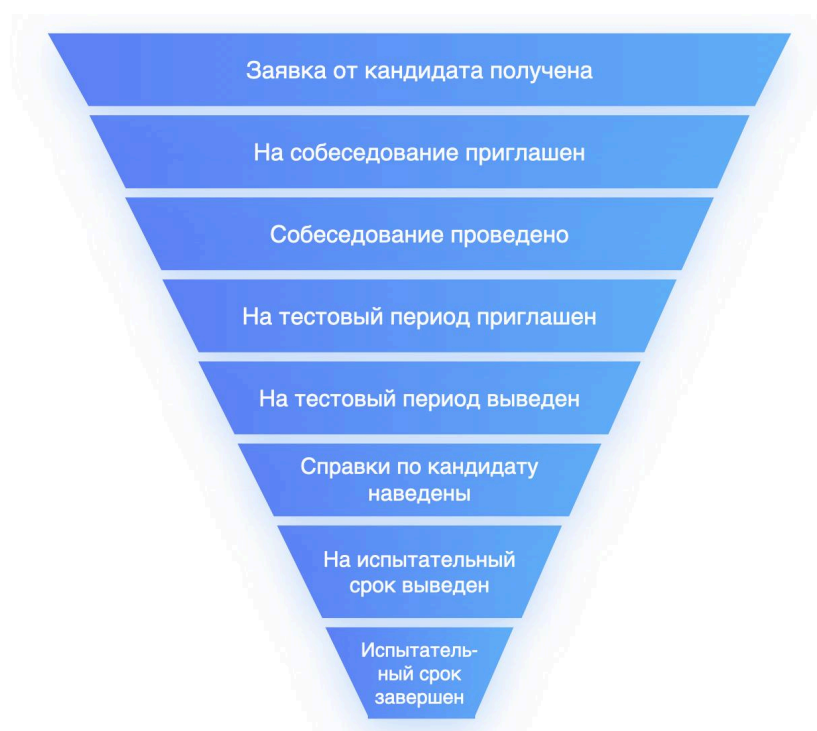 Заявка от кандидата получена
На собеседование приглашен
Собеседование проведено
На тестовый период приглашен
На тестовый период выведен
Справки по кандидату
наведены
На испытательный
срок выведен
Испытатель-
ный срок
завершен